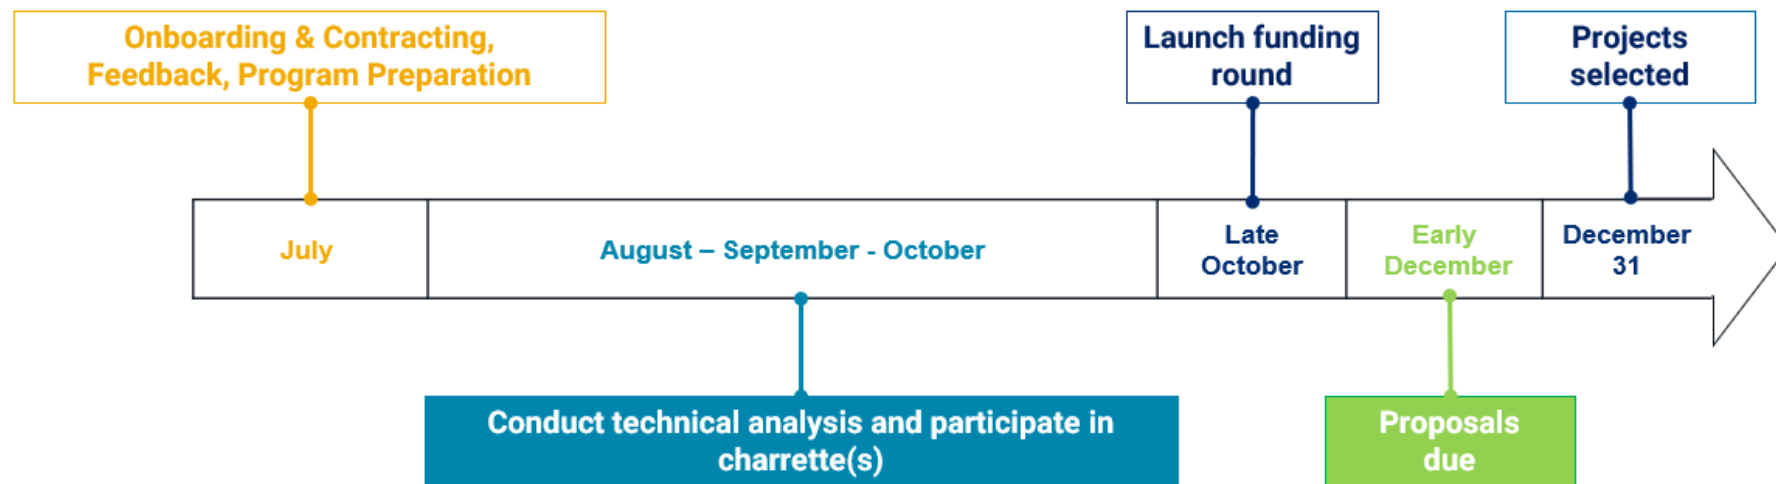 Onboarding & Contracting,
Feedback, Program Preparation
Launch funding
round
Projects
selected
July
August – September - October
Late
October
Early
December
December
31
Conduct technical analysis and participate in
charrette(s)
Proposals
due